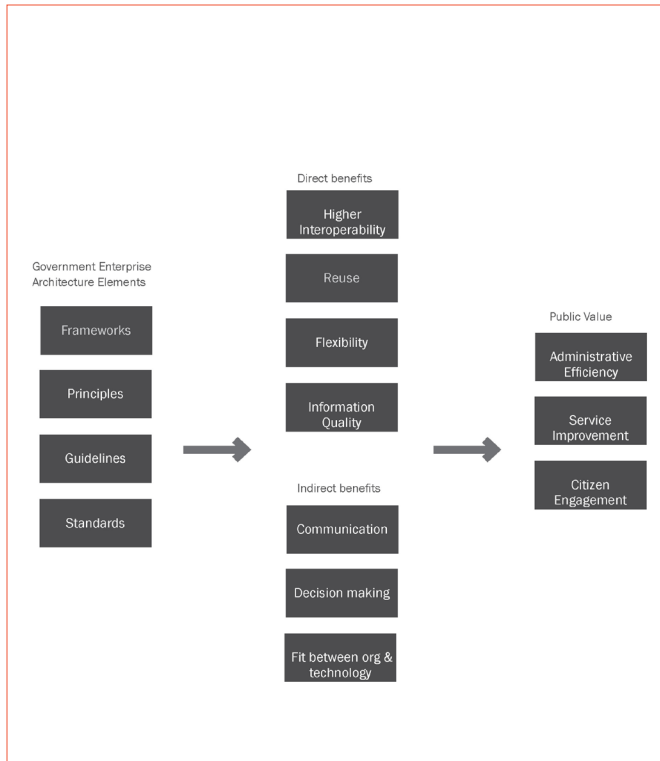 Government Enterprise
Architecture Elements
Frameworks
Principles
Guidelines
Standards
Direct benefits
Higher
Interoperability
Reuse
Flexibility
Information
Quality
Indirect benefits
Communication
Decision making
Fit between org &
technology
Public Value
Administrative
Efficiency
Service
Improvement
Citizen
Engagement